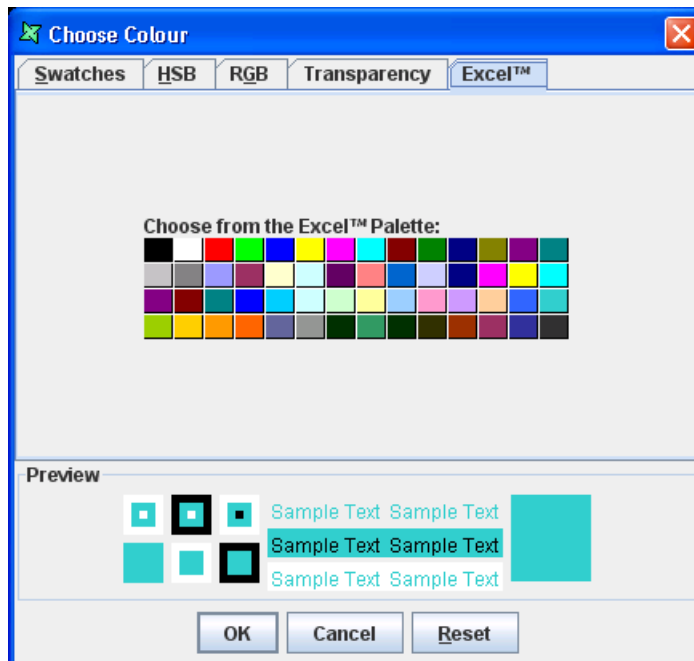 Choose Colour
Swatches HSB RGB Transparency Excel™
Choose from the Excel™ Palette:
Preview
Sample Text Sample Text
Sample Text Sample Text
Sample Text Sample Text
OK Cancel Reset